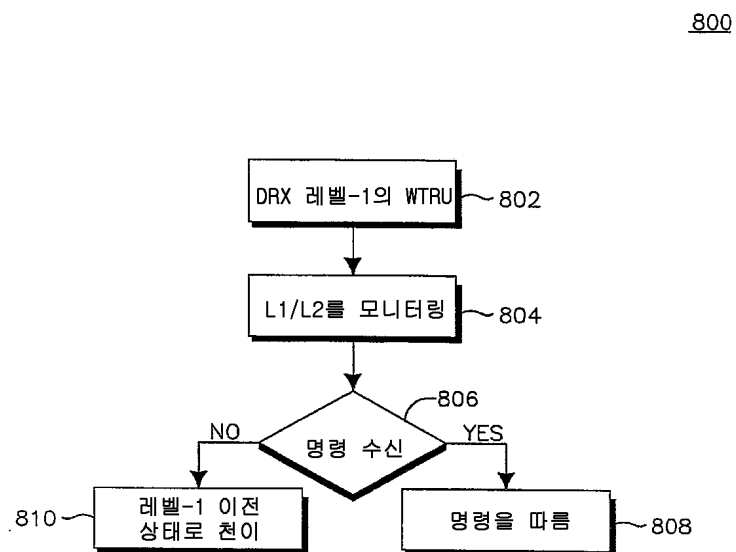 800
DRX 레벨-1의 WTRU
802
L1/L2를 모니터링
804
806
NO
명령 수신
YES
810
레벨-1 이전
상태로 천이
명령을 따름
808